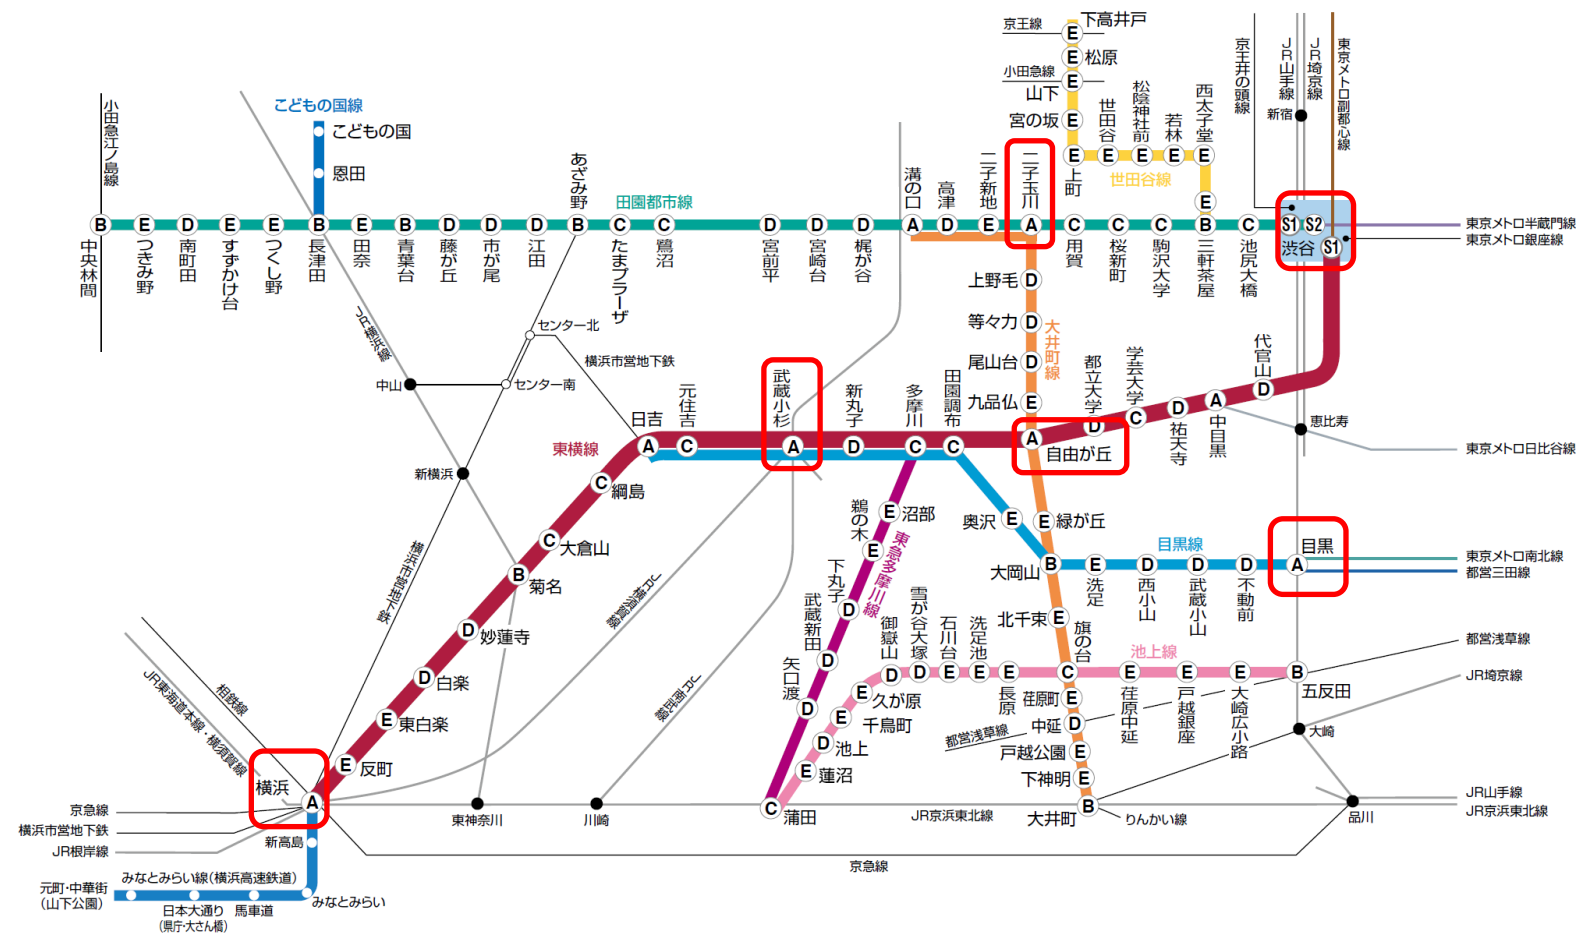 京王線
下高井戸
E
E
松原
小田急線
E
山下
宮の坂
E
E
上町
世田谷
E
松陰神社前
E
若林
E
西太子堂
E
世田谷線
E
京王井の頭線
JR山手線
JR埼京線
東京メトロ副都心線
新宿
小田急江ノ島線
こどもの国線
こどもの国
恩田
田園都市線
B
中央林間
E
つきみ野
D
南町田
E
すずかけ台
E
つくし野
B
長津田
E
田奈
B
青葉台
D
藤が丘
D
市が尾
D
江田
あざみ野
B
C
たまプラーザ
C
鷺沼
D
宮前平
D
宮崎台
D
梶が谷
溝の口
A
高津
D
二子新地
E
二子玉川
A
C
用賀
C
桜新町
C
駒沢大学
B
三軒茶屋
C
池尻大橋
S1
S2
渋谷
S1
東京メトロ半蔵門線
東京メトロ銀座線
上野毛
D
等々力
D
尾山台
D
九品仏
E
大井町線
JR横浜線
センター北
横浜市営地下鉄
中山
センター南
新横浜
横浜市営地下鉄
東横線
日吉
A
元住吉
C
武蔵小杉
A
新丸子
D
多摩川
C
田園調布
C
A
自由が丘
都立大学
D
学芸大学
C
D
祐天寺
A
中目黒
代官山
D
恵比寿
東京メトロ日比谷線
C
綱島
C
大倉山
B
菊名
D
妙蓮寺
D
白楽
E
東白楽
E
反町
横浜
A
JR横須賀線
JR南武線
E
沼部
鵜の木
E
東急多摩川線
下丸子
D
武蔵新田
D
矢口渡
D
C
蒲田
奥沢
E
E
緑が丘
大岡山
B
目黒線
E
洗足
D
西小山
D
武蔵小山
D
不動前
目黒
A
東京メトロ南北線
都営三田線
北千束
E
旗の台
C
池上線
御嶽山
D
雪が谷大塚
D
石川台
E
洗足池
E
E
長原
E
荏原中延
E
戸越銀座
E
大崎広小路
B
五反田
都営浅草線
JR埼京線
E
久が原
E
千鳥町
D
池上
E
蓮沼
荏原町
E
中延
D
都営浅草線
戸越公園
E
下神明
E
大井町
B
りんかい線
大崎
品川
JR山手線
JR京浜東北線
JR京浜東北線
京急線
相鉄線
JR東海道本線・横須賀線
京急線
横浜市営地下鉄
JR根岸線
東神奈川
川崎
新高島
みなとみらい線(横浜高速鉄道)
元町・中華街
(山下公園)
日本大通り
(県庁・大さん橋)
馬車道
みなとみらい